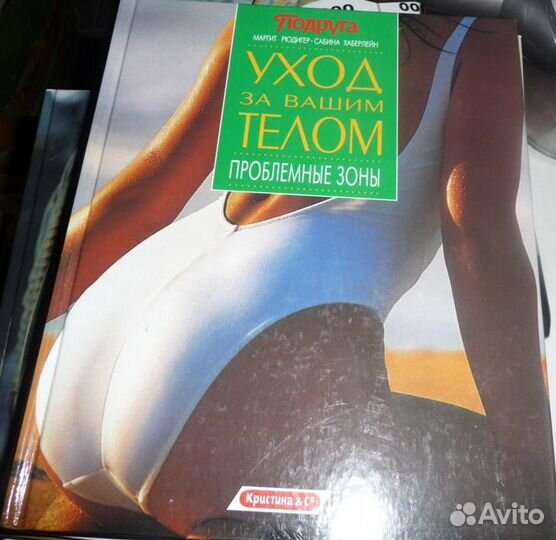 Подруга
МАРГИТ РЮДИГЕР • САБИНА ХАБЕРЛЕЙН
УХОД
ЗА ВАШИМ
ТЕЛОМ
ПРОБЛЕМНЫЕ ЗОНЫ
Кристина & Cº
Avito